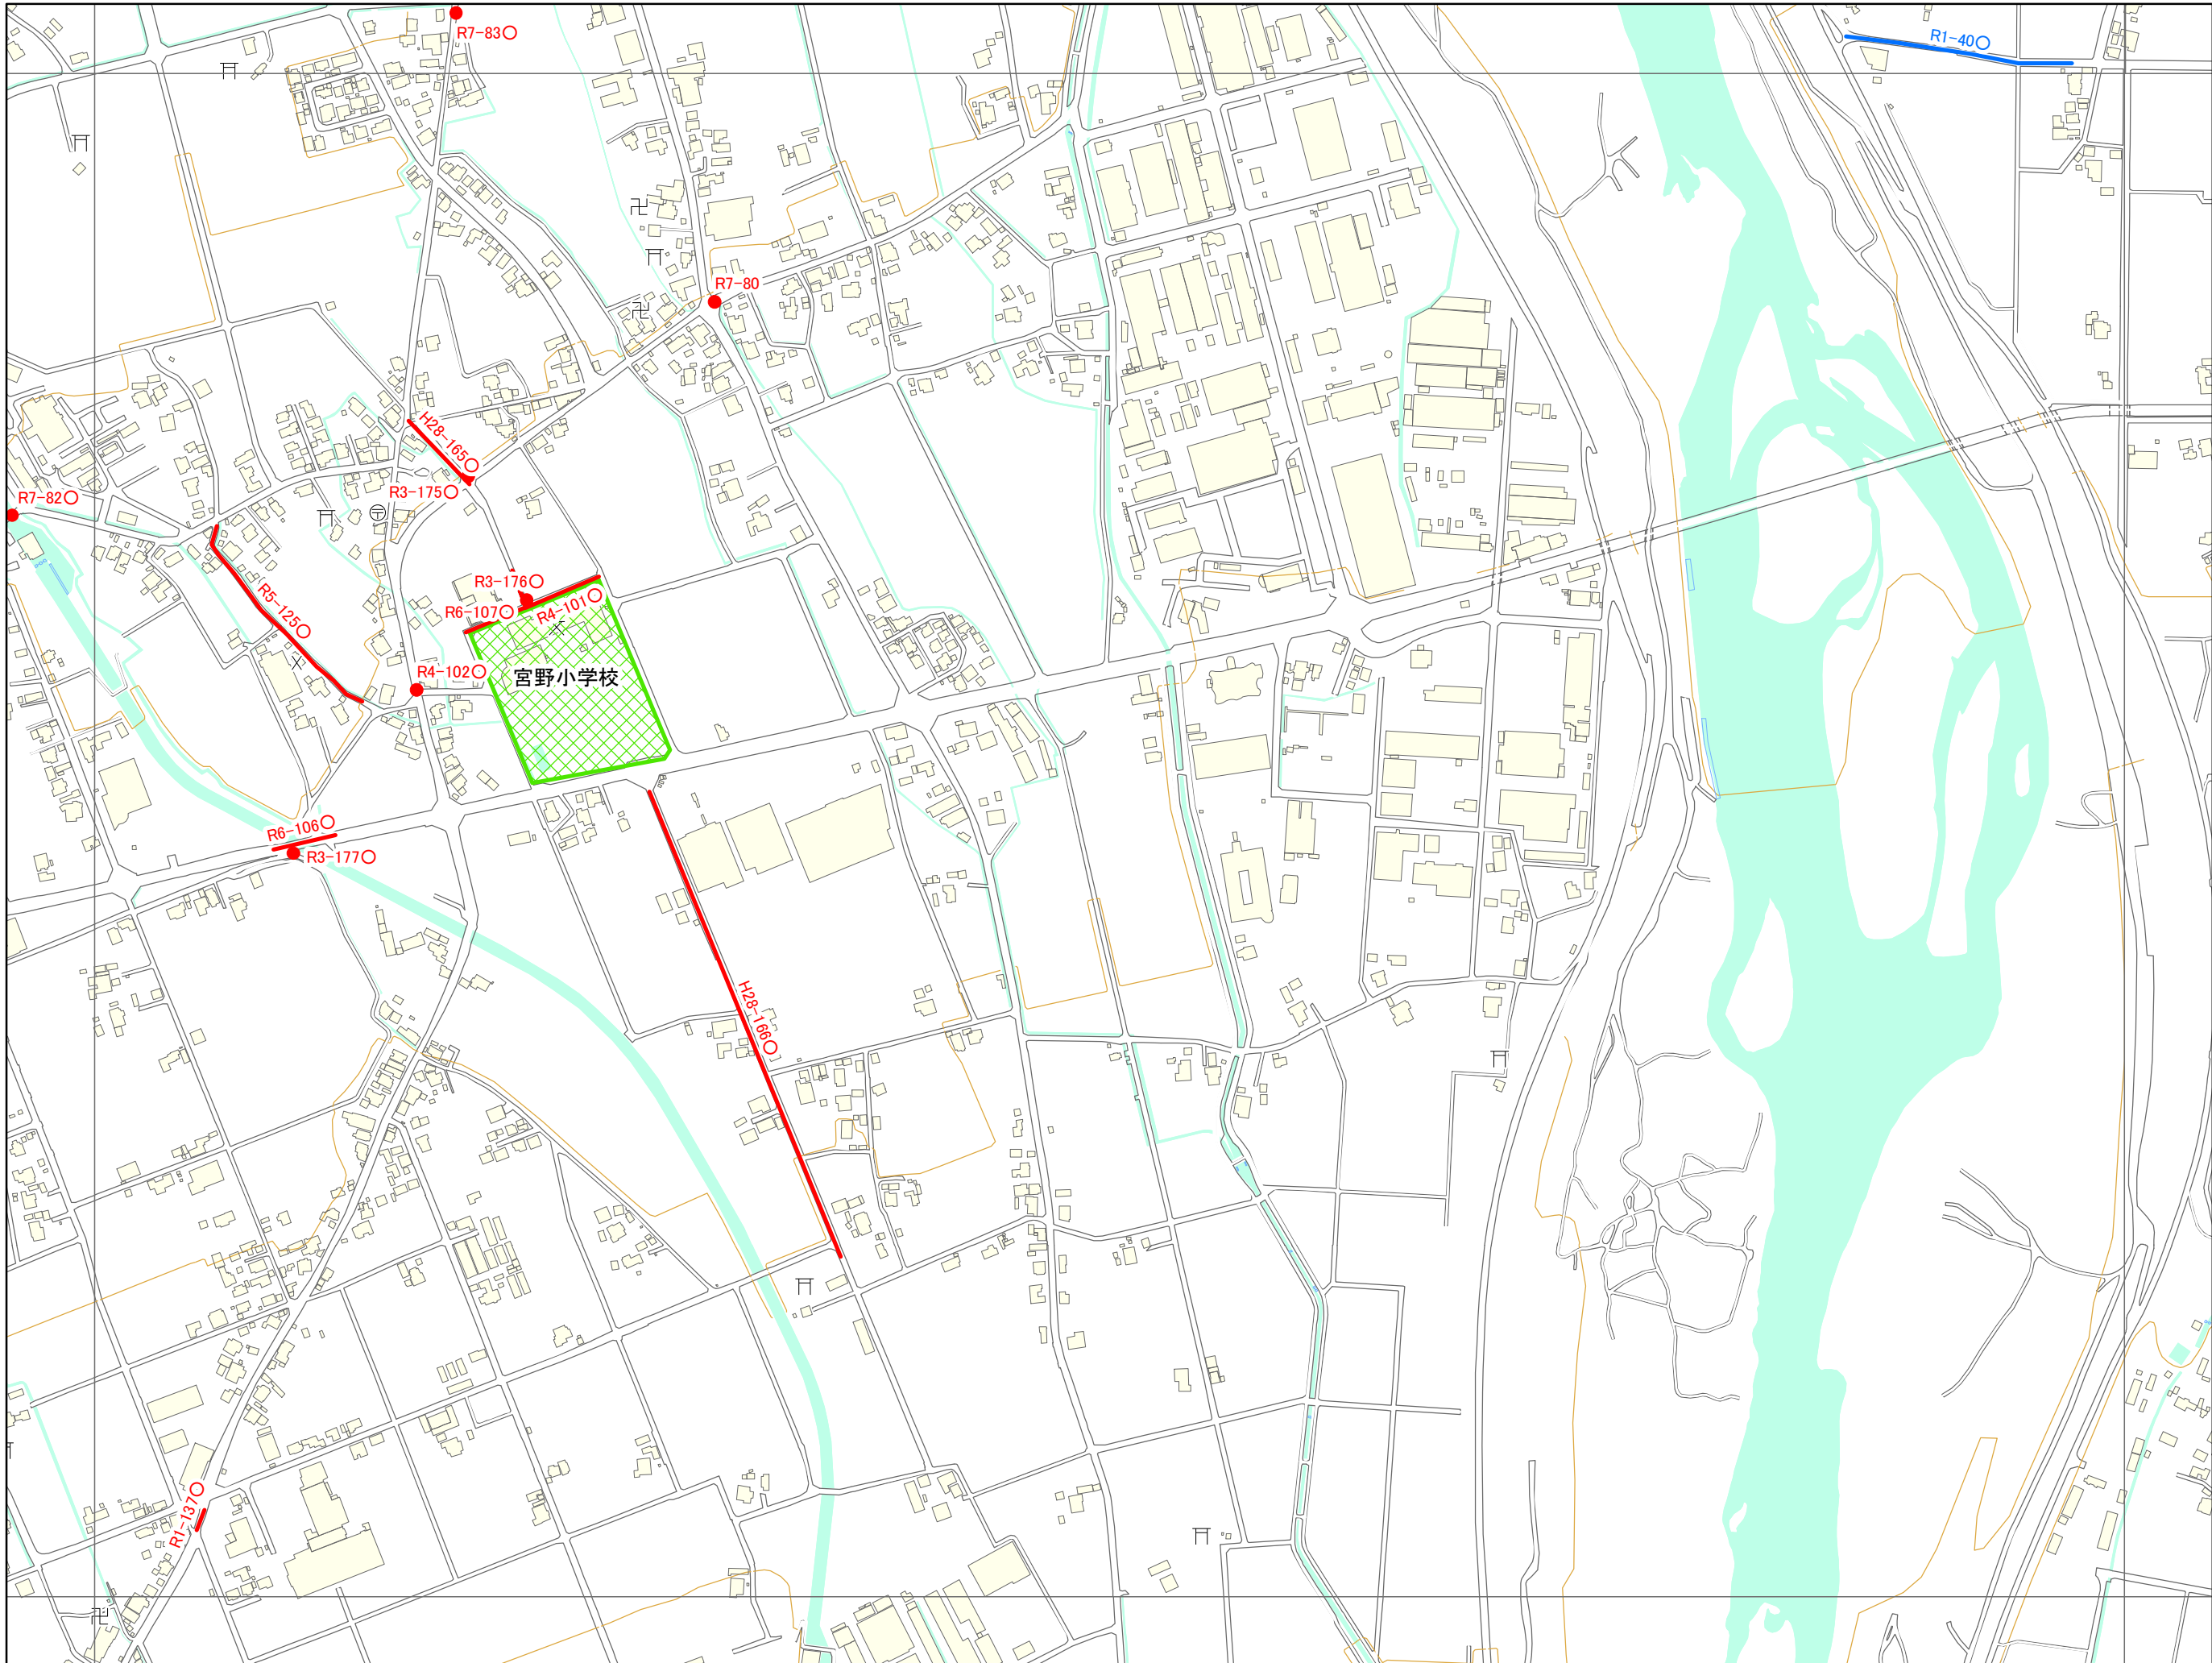 R7-83○
R1-40○
R7-80
H28-165○
R3-175○
R7-82○
R3-176○
R6-107○
R4-101○
R5-125○
R4-102○
宮野小学校
R6-106○
R3-177○
H28-166○
R1-137○